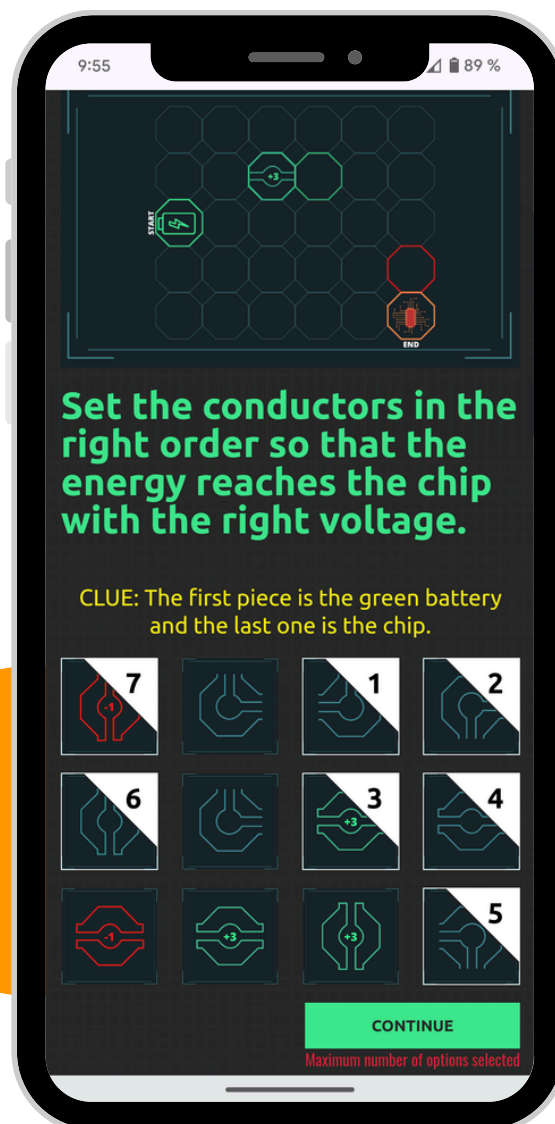 9:55 89 %
+3
START
END
Set the conductors in the
right order so that the
energy reaches the chip
with the right voltage.
CLUE: The first piece is the green battery
and the last one is the chip.
-1 7 1 2
6 +3 3 4
-1 +3 +3 5
CONTINUE
Maximum number of options selected